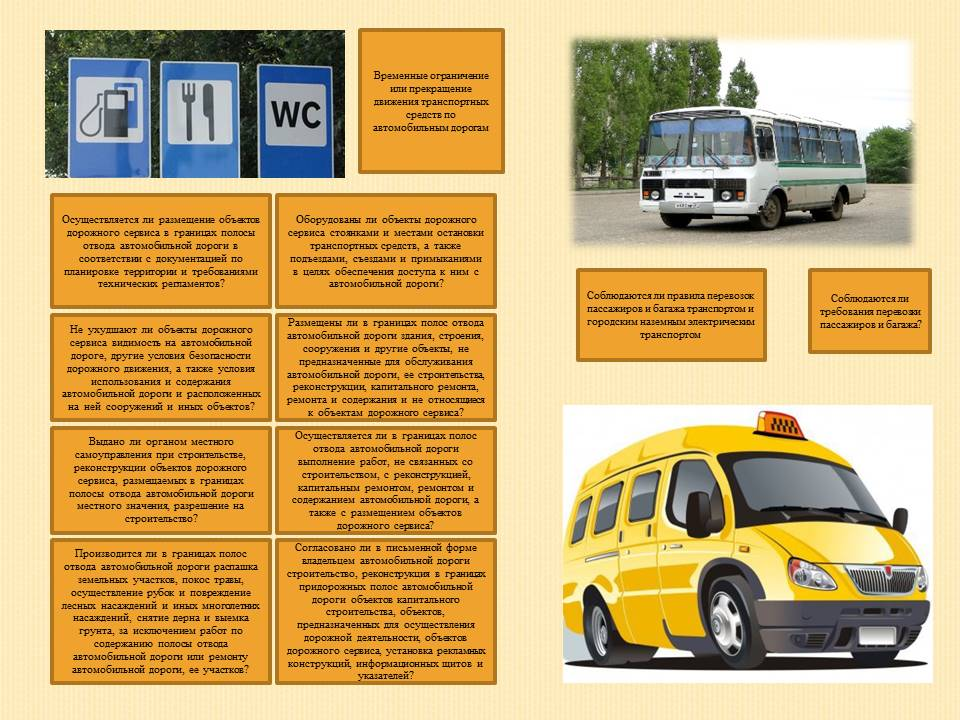 WC
Временные ограничение
или прекращение
движения транспортных
средств по
автомобильным дорогам
Осуществляется ли размещение объектов
дорожного сервиса в границах полосы
отвода автомобильной дороги в
соответствии с документацией по
планировке территории и требованиями
технических регламентов?
Оборудованы ли объекты дорожного
сервиса стоянками и местами остановки
транспортных средств, а также
подъездами, съездами и примыканиями
в целях обеспечения доступа к ним с
автомобильной дороги?
Не ухудшают ли объекты дорожного
сервиса видимость на автомобильной
дороге, другие условия безопасности
дорожного движения, а также условия
использования и содержания
автомобильной дороги и расположенных
на ней сооружений и иных объектов?
Размещены ли в границах полос отвода
автомобильной дороги здания, строения,
сооружения и другие объекты, не
предназначенные для обслуживания
автомобильной дороги, ее строительства,
реконструкции, капитального ремонта,
ремонта и содержания и не относящиеся
к объектам дорожного сервиса?
Выдано ли органом местного
самоуправления при строительстве,
реконструкции объектов дорожного
сервиса, размещаемых в границах
полосы отвода автомобильной дороги
местного значения, разрешение на
строительство?
Осуществляется ли в границах полос
отвода автомобильной дороги
выполнение работ, не связанных со
строительством, с реконструкцией,
капитальным ремонтом, ремонтом и
содержанием автомобильной дороги, а
также с размещением объектов
дорожного сервиса?
Производится ли в границах полос
отвода автомобильной дороги распашка
земельных участков, покос травы,
осуществление рубок и повреждение
лесных насаждений и иных многолетних
насаждений, снятие дерна и выемка
грунта, за исключением работ по
содержанию полосы отвода
автомобильной дороги или ремонту
автомобильной дороги, ее участков?
Согласовано ли в письменной форме
владельцем автомобильной дороги
строительство, реконструкция в границах
придорожных полос автомобильной
дороги объектов капитального
строительства, объектов,
предназначенных для осуществления
дорожной деятельности, объектов
дорожного сервиса, установка рекламных
конструкций, информационных щитов и
указателей?
Соблюдаются ли правила перевозок
пассажиров и багажа транспортом и
городским наземным электрическим
транспортом
Соблюдаются ли
требования перевозки
пассажиров и багажа?